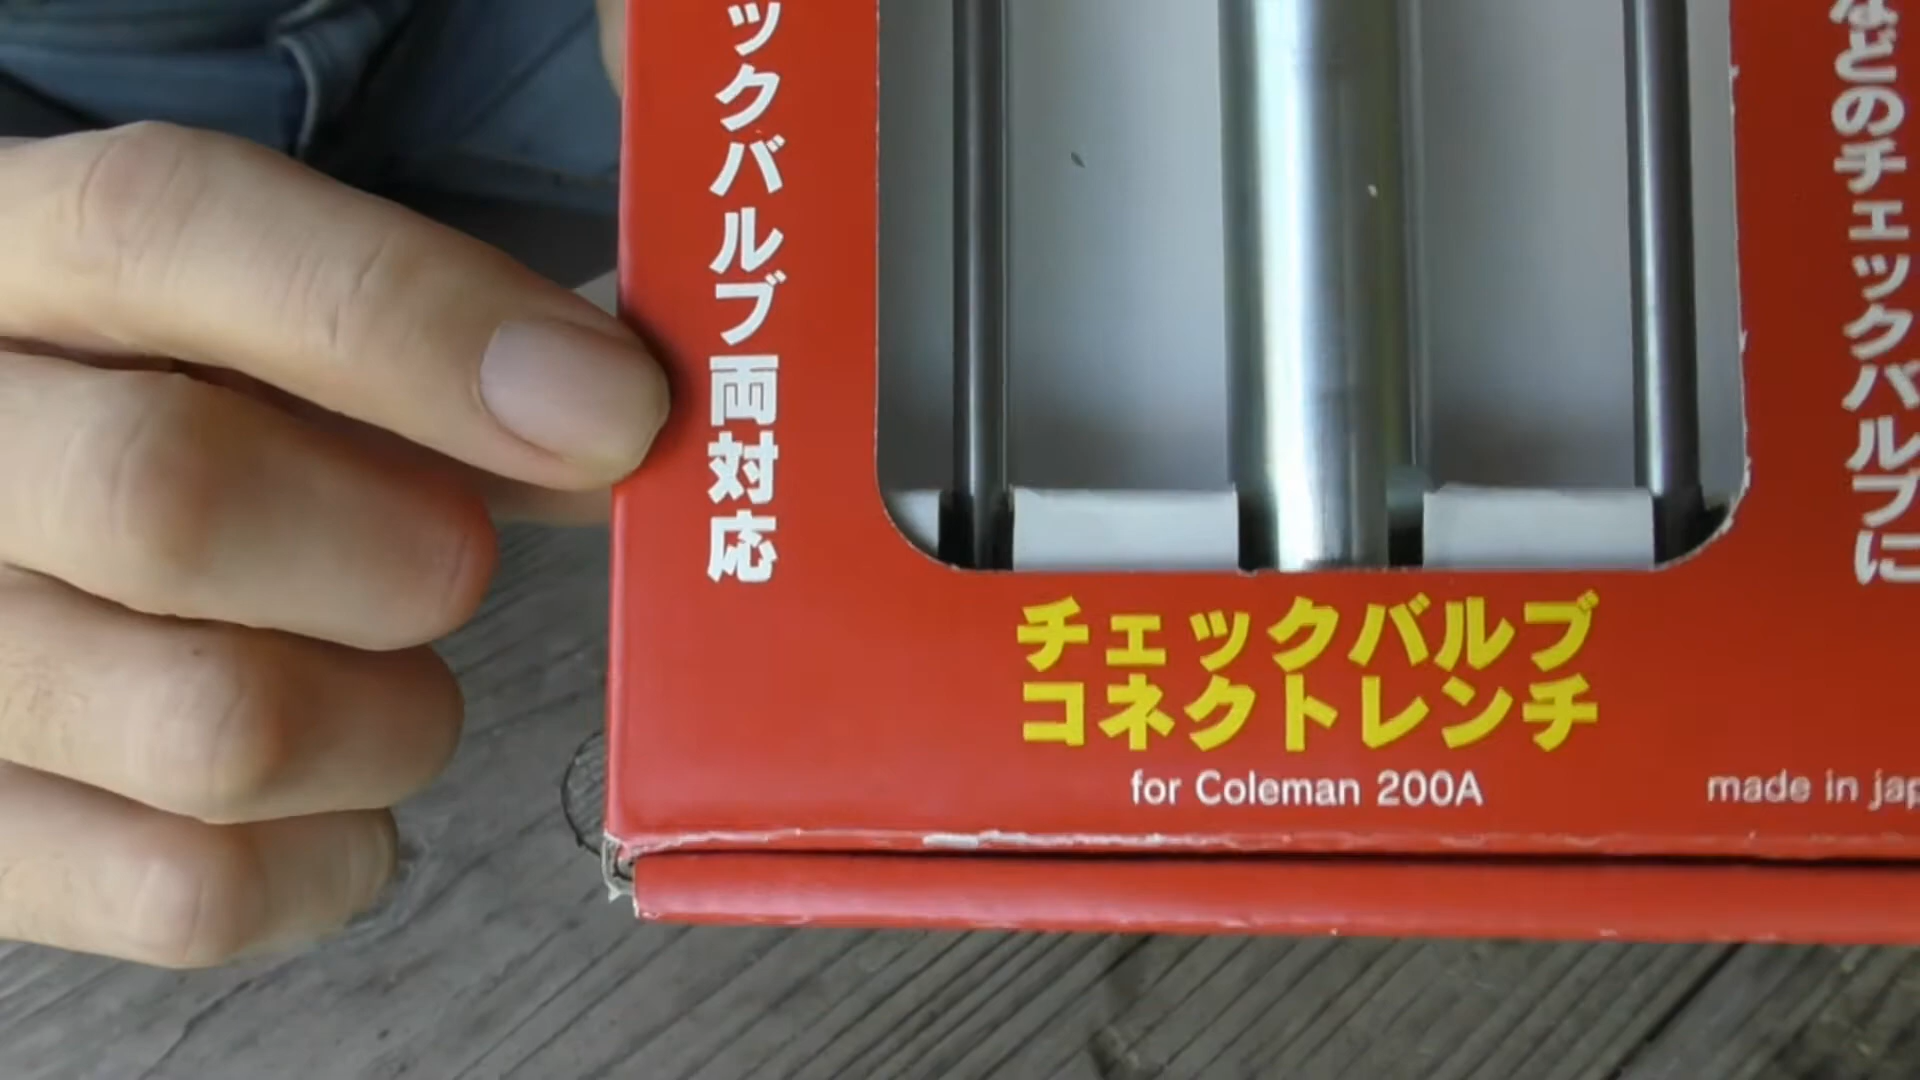 ックバルブ両対応
などのチェックバルブに
チェックバルブ
コネクトレンチ
for Coleman 200A
made in jap